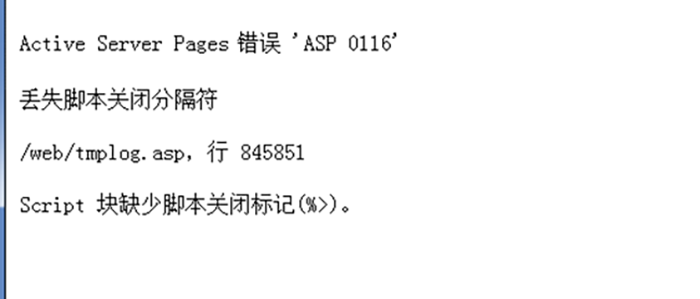 Active Server Pages 错误 'ASP 0116'
丢失脚本关闭分隔符
/web/tmplog.asp，行 845851
Script 块缺少脚本关闭标记(%>)。